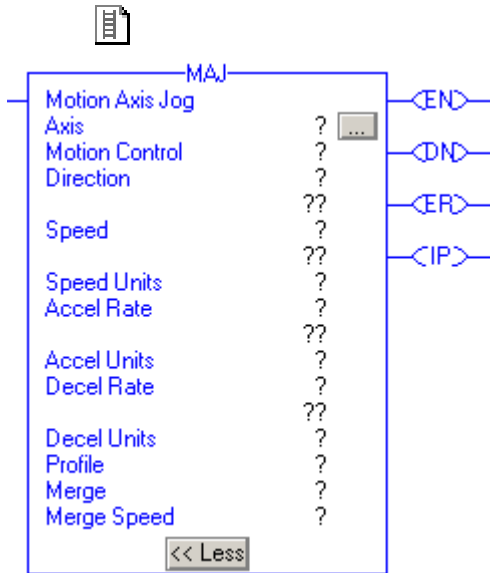 MAJ
Motion Axis Jog
Axis ? ...
Motion Control ?
Direction ?
??
Speed ?
??
Speed Units ?
Accel Rate ?
??
Accel Units ?
Decel Rate ?
??
Decel Units ?
Profile ?
Merge ?
Merge Speed ?
<< Less
EN
DN
ER
IP